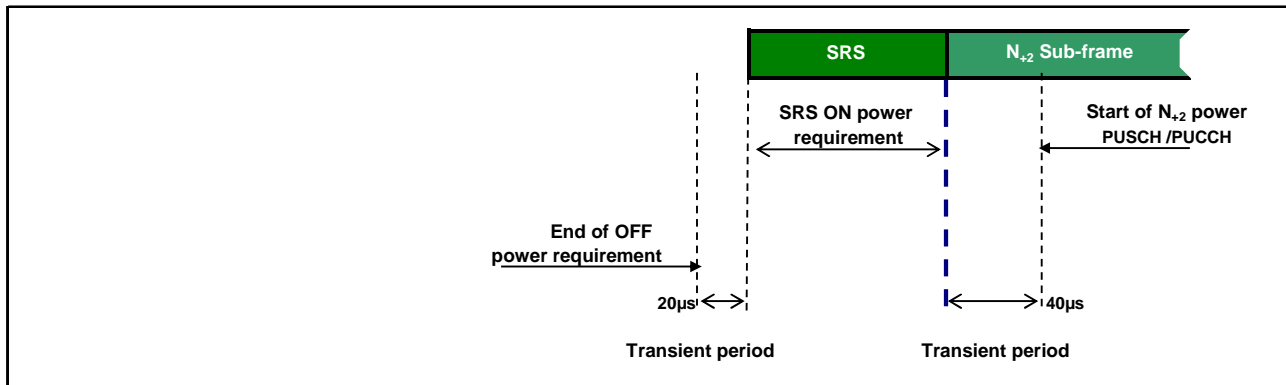 SRS
N+2 Sub-frame
SRS ON power
requirement
Start of N+2 power
PUSCH /PUCCH
End of OFF
power requirement
20µs
40µs
Transient period
Transient period